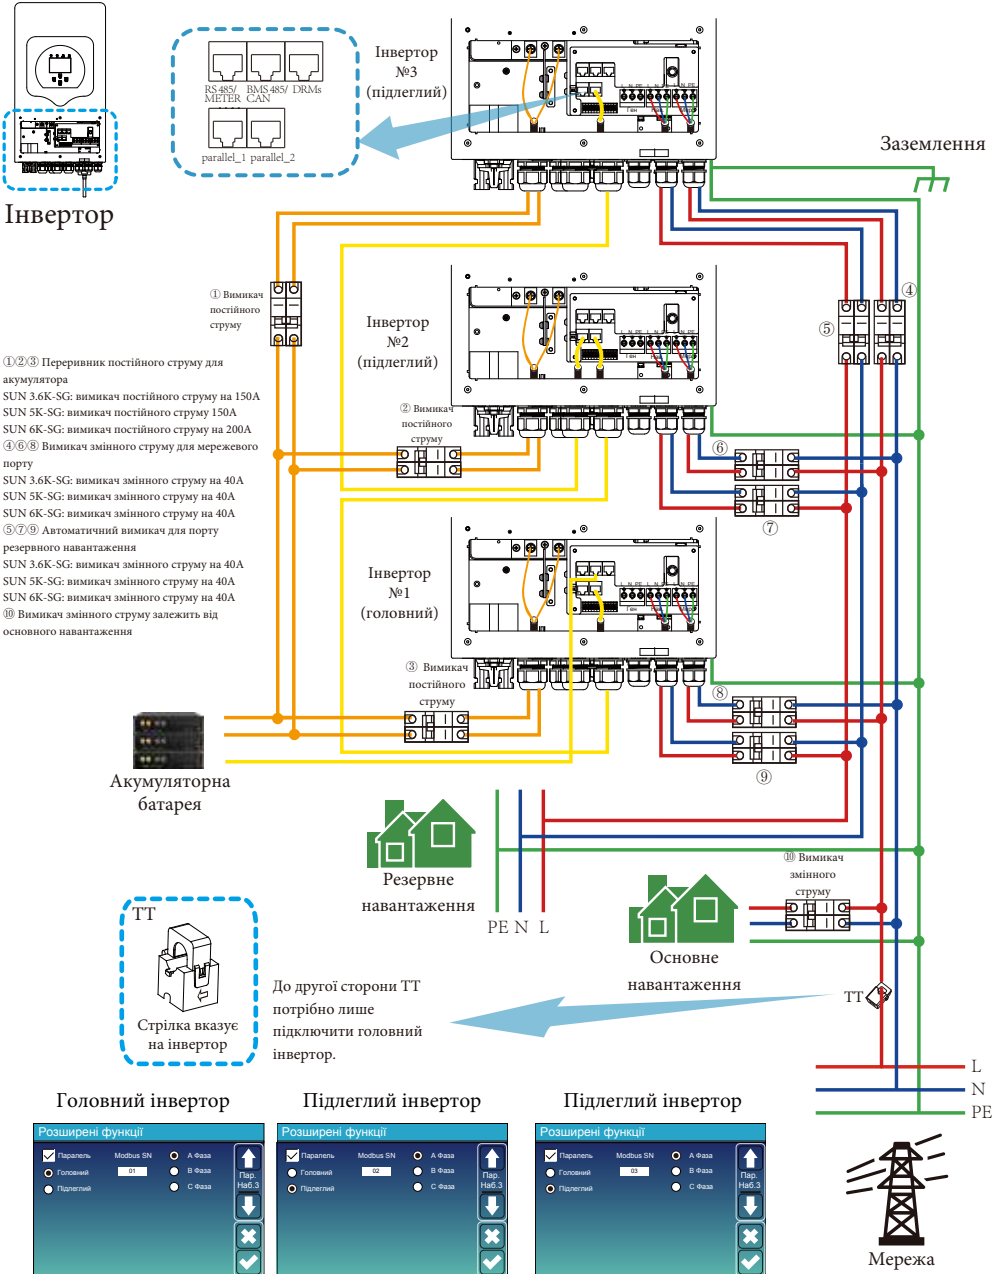 Інвертор
RS 485/
METER
BMS 485/
CAN
DRMs
parallel_1
parallel_2
Інвертор
№3
(підлеглий)
Заземлення
① Вимикач
постійного
струму
Інвертор
№2
(підлеглий)
④
⑤
①②③ Переривник постійного струму для
акумулятора
SUN 3.6K-SG: вимикач постійного струму на 150A
SUN 5K-SG: вимикач постійного струму 150A
SUN 6K-SG: вимикач постійного струму на 200A
④⑥⑧ Вимикач змінного струму для мережевого
порту
SUN 3.6K-SG: вимикач змінного струму на 40A
SUN 5K-SG: вимикач змінного струму на 40A
SUN 6K-SG: вимикач змінного струму на 40A
⑤⑦⑨ Автоматичний вимикач для порту
резервного навантаження
SUN 3.6K-SG: вимикач змінного струму на 40A
SUN 5K-SG: вимикач змінного струму на 40A
SUN 6K-SG: вимикач змінного струму на 40A
⑩ Вимикач змінного струму залежить від
основного навантаження
② Вимикач
постійного
струму
⑥
⑦
Інвертор
№1
(головний)
③ Вимикач
постійного
струму
⑧
⑨
Акумуляторна
батарея
Резервне
навантаження
PE N L
⑩ Вимикач
змінного
струму
Основне
навантаження
ТТ
ТТ
Стрілка вказує
на інвертор
До другої сторони ТТ
потрібно лише
підключити головний
інвертор.
L
N
PE
Мережа
Головний інвертор
Розширені функції
Паралель
Modbus SN
А Фаза
Головний
01
В Фаза
Підлеглий
С Фаза
Пар.
Наб.3
Підлеглий інвертор
Розширені функції
Паралель
Modbus SN
А Фаза
Головний
02
В Фаза
Підлеглий
С Фаза
Пар.
Наб.3
Підлеглий інвертор
Розширені функції
Паралель
Modbus SN
А Фаза
Головний
03
В Фаза
Підлеглий
С Фаза
Пар.
Наб.3